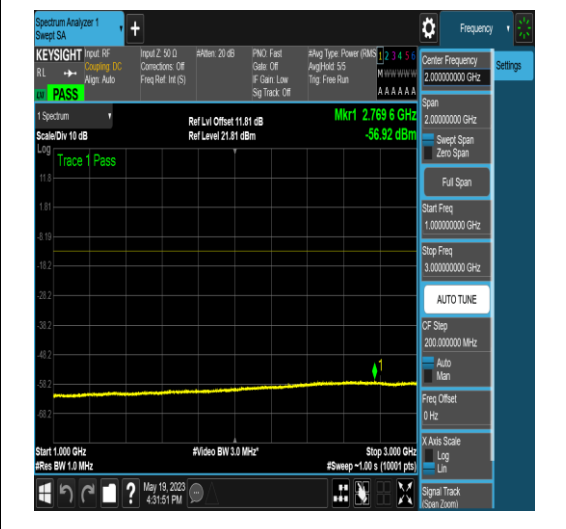 Spectrum Analyzer 1
Swept SA
+
Frequency
KEYSIGHT
RL
Input: RF
Coupling: DC
Align: Auto
Input Z: 50 Ω
Corrections: Off
Freq Ref: Int (S)
#Atten: 20 dB
PNO: Fast
Gate: Off
IF Gain: Low
Sig Track: Off
#Avg Type: Power (RMS)
Avg|Hold: 5/5
Trig: Free Run
1 2 3 4 5 6
M W W W W W
A A A A A A
PASS
1 Spectrum
Scale/Div 10 dB
Ref Lvl Offset 11.81 dB
Ref Level 21.81 dBm
Mkr1 2.769 6 GHz
-56.92 dBm
Log
Trace 1 Pass
11.8
1.81
-8.19
-18.2
-28.2
-38.2
-48.2
-58.2
-68.2
1
Start 1.000 GHz
#Res BW 1.0 MHz
#Video BW 3.0 MHz*
Stop 3.000 GHz
#Sweep ~1.00 s (10001 pts)
?
May 19, 2023
4:31:51 PM
Center Frequency
2.000000000 GHz
Settings
Span
2.00000000 GHz
Swept Span
Zero Span
Full Span
Start Freq
1.000000000 GHz
Stop Freq
3.000000000 GHz
AUTO TUNE
CF Step
200.000000 MHz
Auto
Man
Freq Offset
0 Hz
X Axis Scale
Log
Lin
Signal Track
(Span Zoom)